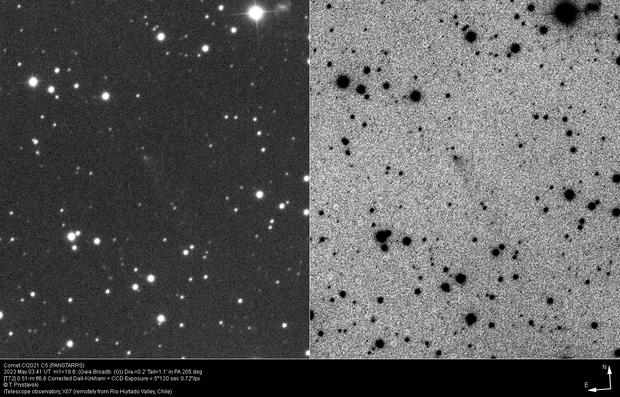 Comet C/2021 C5 (PANSTARRS)
2023 May 03.41 UT m1=18.6: (Gaia Broadb. (G)) Dia.=0.2' Tail=1.1' in PA 205 deg
[T72] 0.51-m f/6.8 Corrected Dall-Kirkham + CCD Exposure = 5*120 sec 0.72"/px
© T. Prystavski
iTelescope observatory, X07 (remotely from Rio Hurtado Valley, Chile)
N
E